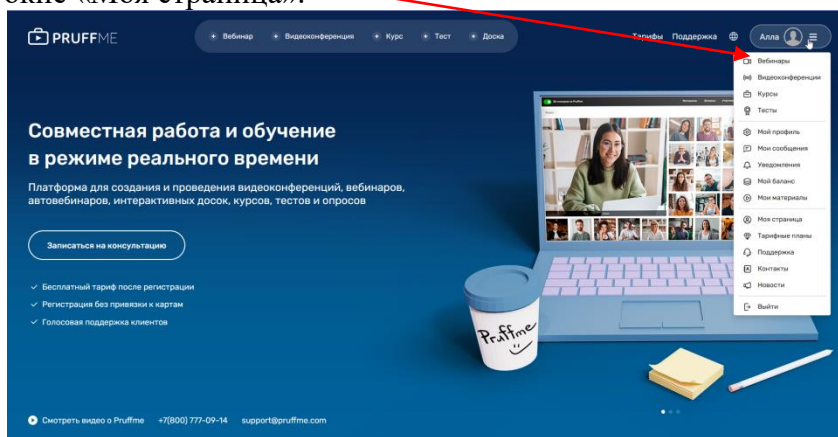 окне «Моя страница».
PRUFFME
+ Вебинар + Видеоконференция + Курс + Тест + Доска
Тарифы Поддержка Алла
Вебинары
Видеоконференции
Курсы
Тесты
Мой профиль
Мои сообщения
Уведомления
Мой баланс
Мои материалы
Моя страница
Тарифные планы
Поддержка
Контакты
Новости
Выйти
Совместная работа и обучение
в режиме реального времени
Платформа для создания и проведения видеоконференций, вебинаров,
автовебинаров, интерактивных досок, курсов, тестов и опросов
Записаться на консультацию
Бесплатный тариф после регистрации
Регистрация без привязки к картам
Голосовая поддержка клиентов
Pruffme
Смотреть видео о Pruffme +7(800) 777-09-14 support@pruffme.com